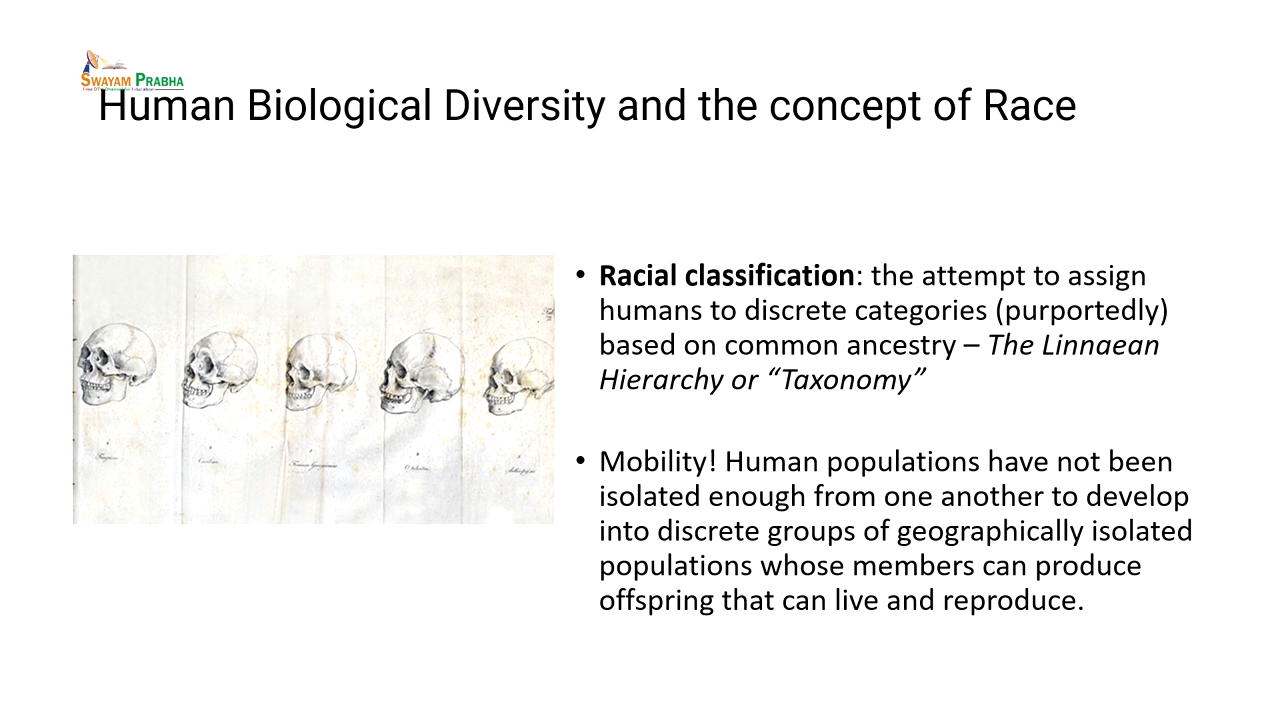 SWAYAM PRABHA
Human Biological Diversity and the concept of Race
• Racial classification: the attempt to assign
humans to discrete categories (purportedly)
based on common ancestry – The Linnaean
Hierarchy or “Taxonomy”
• Mobility! Human populations have not been
isolated enough from one another to develop
into discrete groups of geographically isolated
populations whose members can produce
offspring that can live and reproduce.